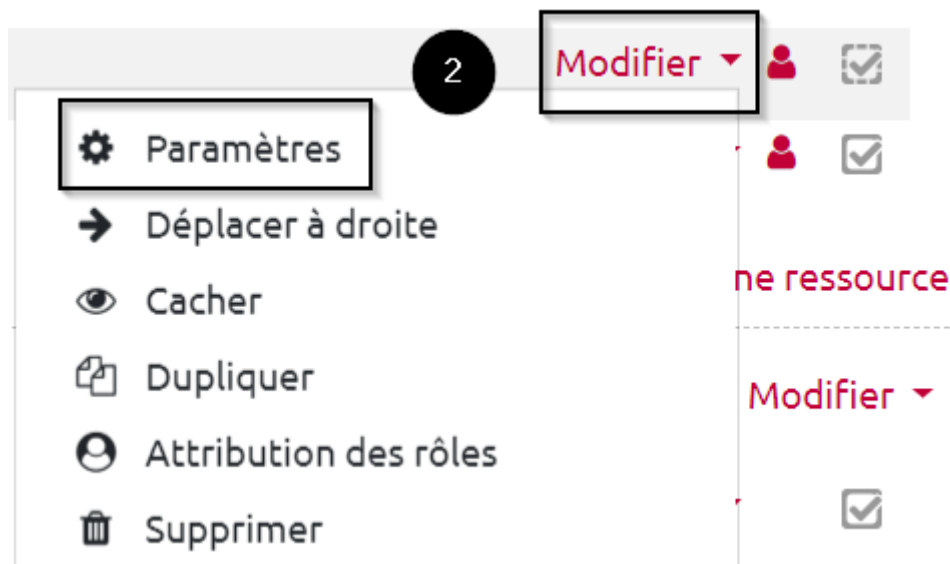 2
Modifier
Paramètres
Déplacer à droite
ne ressource
Cacher
Dupliquer
Modifier
Attribution des rôles
Supprimer